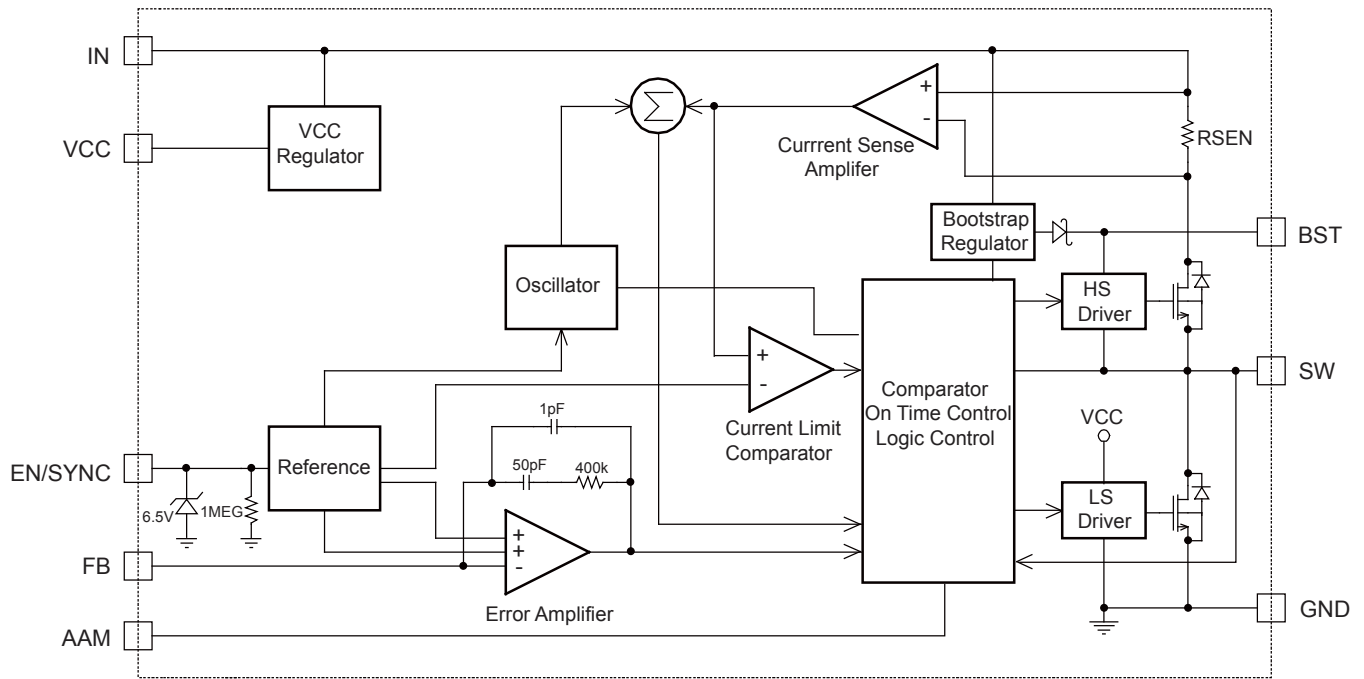 IN
VCC
VCC
Regulator
Σ
+
-
Currrent Sense
Amplifer
RSEN
Bootstrap
Regulator
BST
Oscillator
HS
Driver
+
-
Current Limit
Comparator
Comparator
On Time Control
Logic Control
SW
VCC
1pF
50pF
400k
EN/SYNC
Reference
6.5V
1MEG
LS
Driver
+
+
-
FB
Error Amplifier
GND
AAM